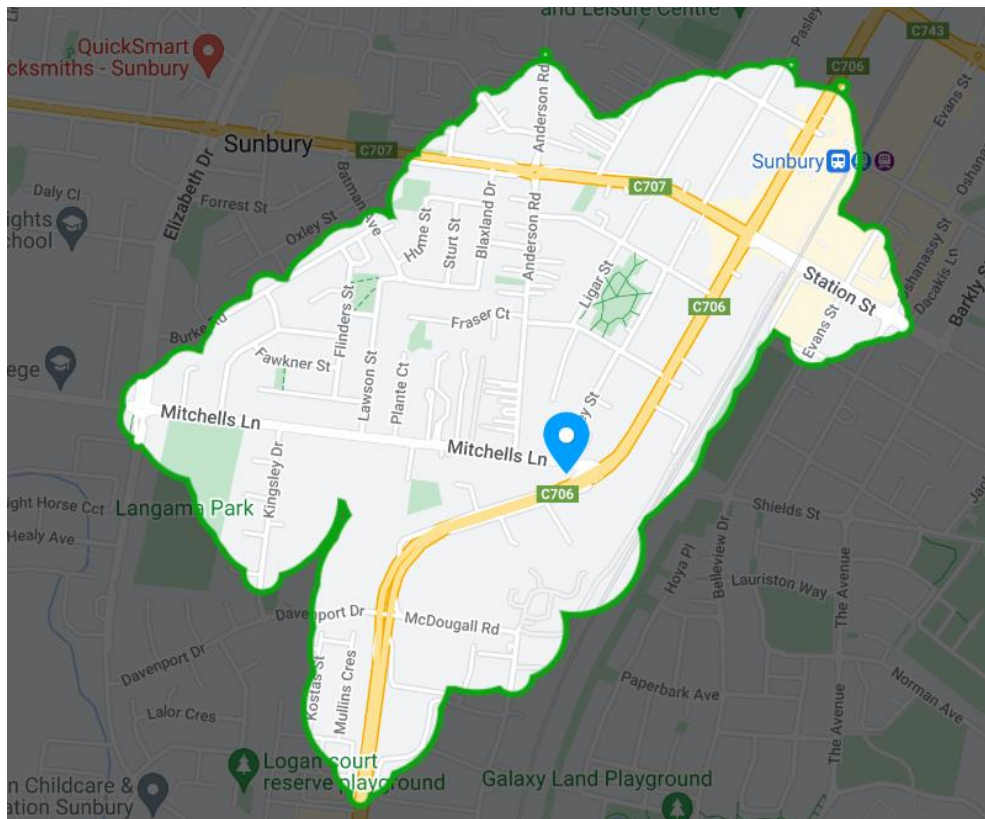 and Leisure Centre
Pasley
C743
QuickSmart
cksmiths - Sunbury
C706
Evans St
Anderson Rd
Sunbury
C707
Sunbury
Elizabeth Dr
Batman Ave
Oshana
Daly Cl
ights
chool
Forrest St
Oxley St
C707
Hume St
Sturt St
Blaxland Dr
Anderson Rd
Oshanassy St
Dacakis Ln
Station St
Ligar St
C706
Barkly S
Burke Rd
Flinders St
Fraser Ct
Evans St
ege
Fawkner St
Lawson St
Plante Ct
ey St
Mitchells Ln
Mitchells Ln
Kingsley Dr
C706
ight Horse Cct
Langama Park
Shields St
Healy Ave
Hoya Pl
Belleview Dr
Lauriston Way
The Avenue
Davenport Dr
McDougall Rd
Davenport Dr
Kostas St
Mullins Cres
Paperbark Ave
Norman Ave
Lalor Cres
The Avenue
Logan court
reserve playground
Galaxy Land Playground
n Childcare &
ation Sunbury